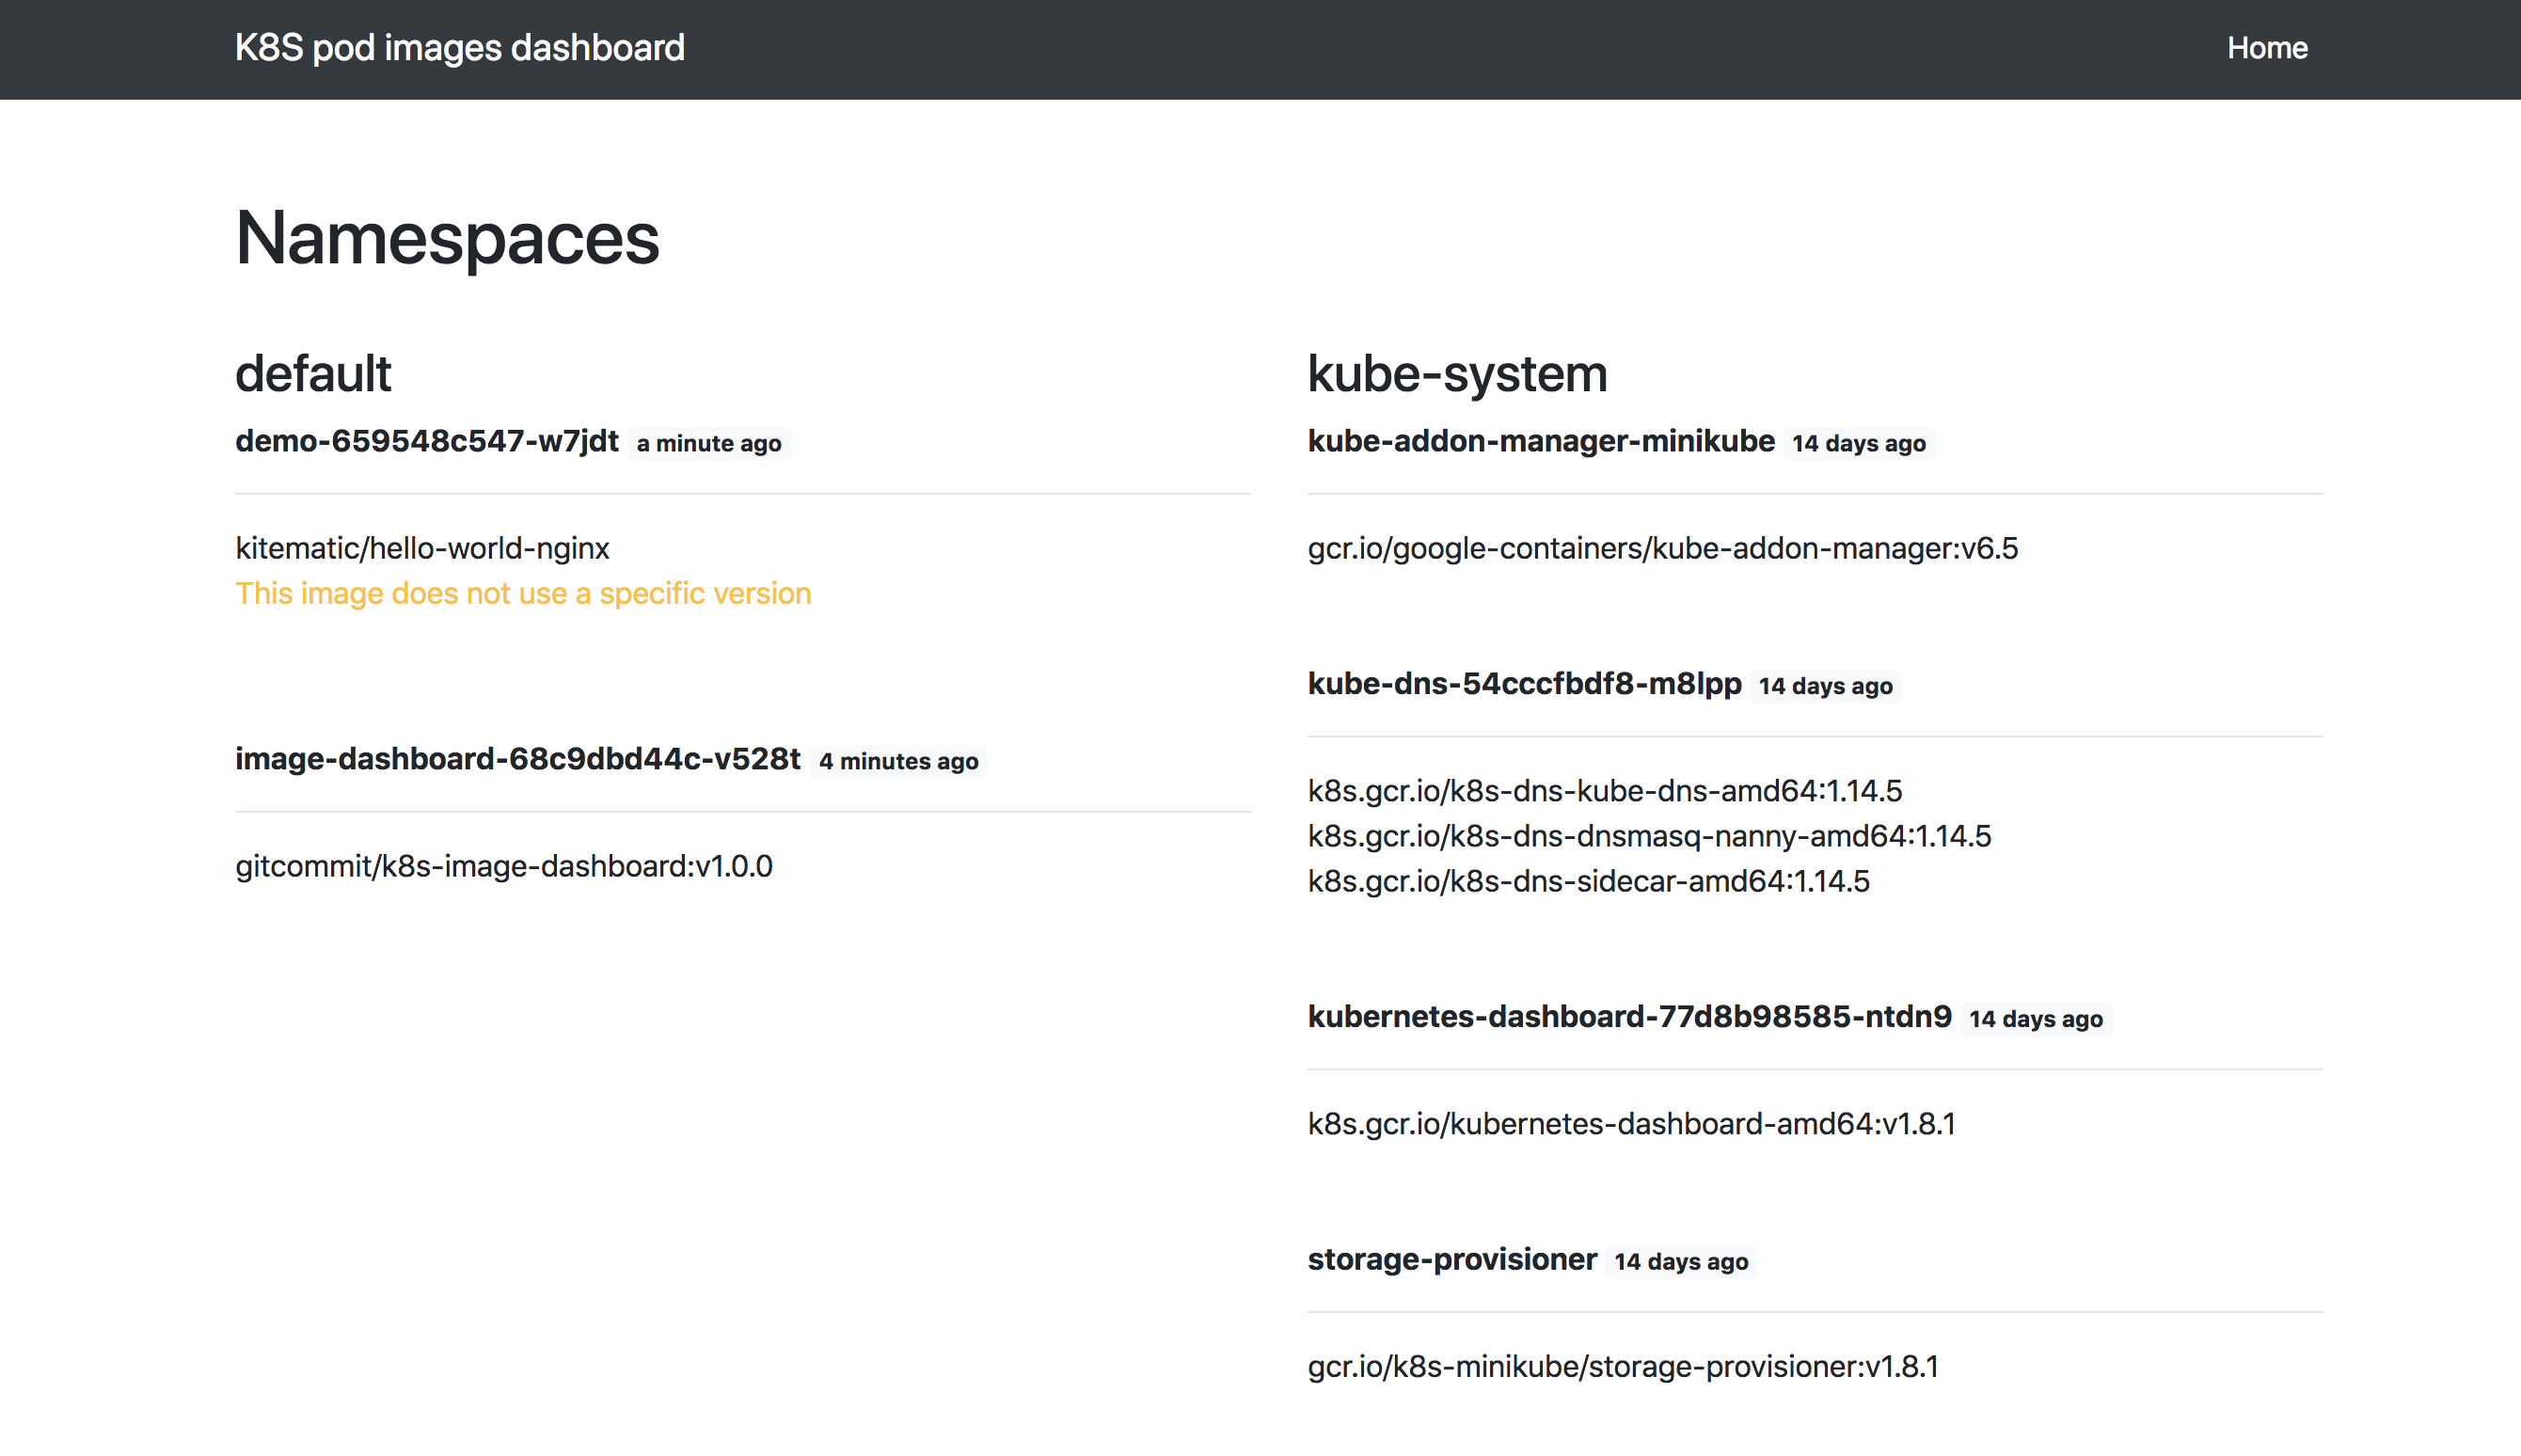 K8S pod images dashboard
Home
Namespaces
default
demo-659548c547-w7jdt a minute ago
kitematic/hello-world-nginx
This image does not use a specific version
image-dashboard-68c9dbd44c-v528t 4 minutes ago
gitcommit/k8s-image-dashboard:v1.0.0
kube-system
kube-addon-manager-minikube 14 days ago
gcr.io/google-containers/kube-addon-manager:v6.5
kube-dns-54cccfbdf8-m8lpp 14 days ago
k8s.gcr.io/k8s-dns-kube-dns-amd64:1.14.5
k8s.gcr.io/k8s-dns-dnsmasq-nanny-amd64:1.14.5
k8s.gcr.io/k8s-dns-sidecar-amd64:1.14.5
kubernetes-dashboard-77d8b98585-ntdn9 14 days ago
k8s.gcr.io/kubernetes-dashboard-amd64:v1.8.1
storage-provisioner 14 days ago
gcr.io/k8s-minikube/storage-provisioner:v1.8.1